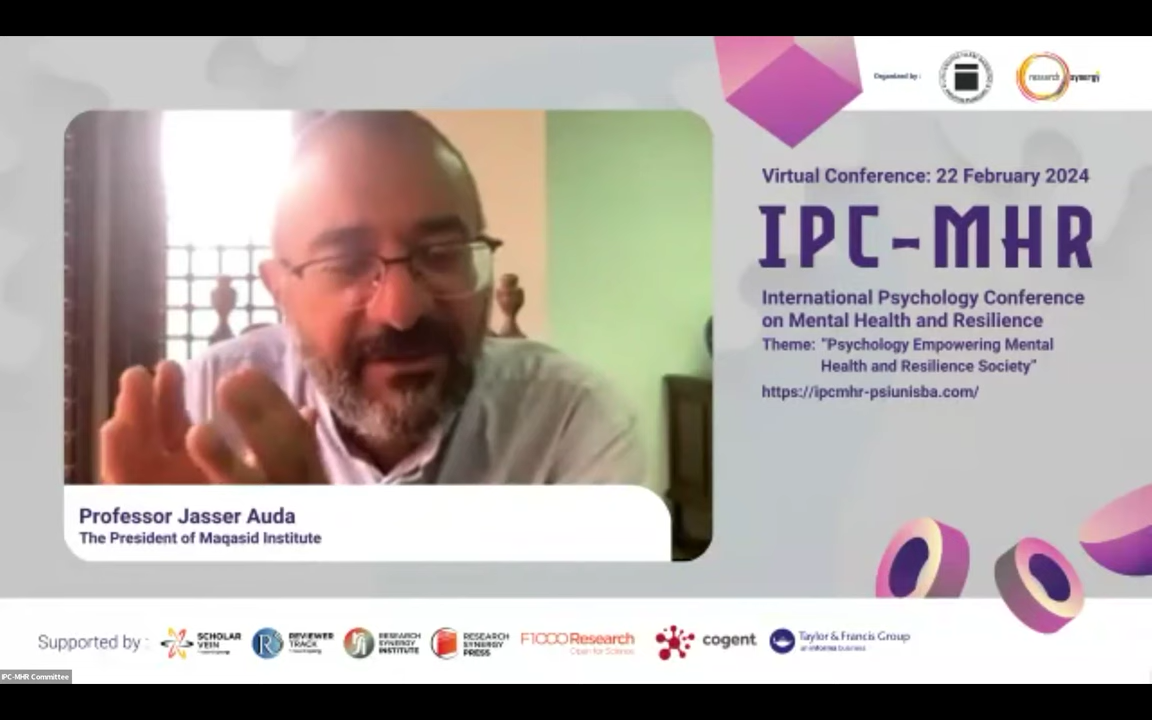 Organized by :
research synergy
Virtual Conference: 22 February 2024
IPC-MHR
International Psychology Conference
on Mental Health and Resilience
Theme: "Psychology Empowering Mental
Health and Resilience Society"
https://ipcmhr-psiunisba.com/
Professor Jasser Auda
The President of Maqasid Institute
Supported by :
SCHOLAR
VEIN
REVIEWER
TRACK
RESEARCH
SYNERGY
INSTITUTE
RESEARCH
SYNERGY
PRESS
F1000Research
Open for Science
cogent
Taylor & Francis Group
an informa business
IPC-MHR Committee